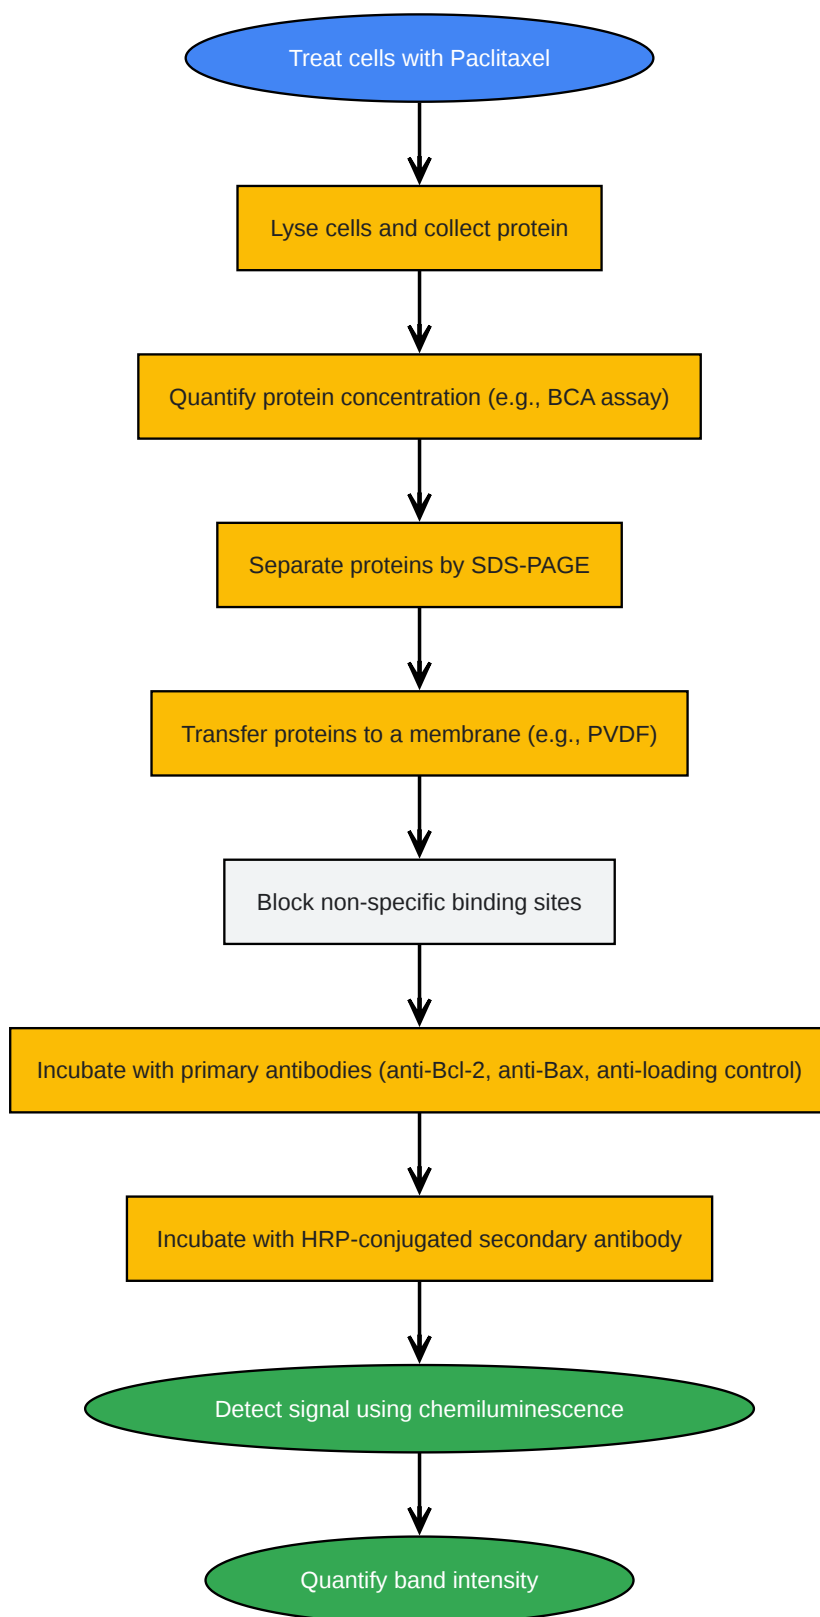 Treat cells with Paclitaxel
Lyse cells and collect protein
Quantify protein concentration (e.g., BCA assay)
Separate proteins by SDS-PAGE
Transfer proteins to a membrane (e.g., PVDF)
Block non-specific binding sites
Incubate with primary antibodies (anti-Bcl-2, anti-Bax, anti-loading control)
Incubate with HRP-conjugated secondary antibody
Detect signal using chemiluminescence
Quantify band intensity